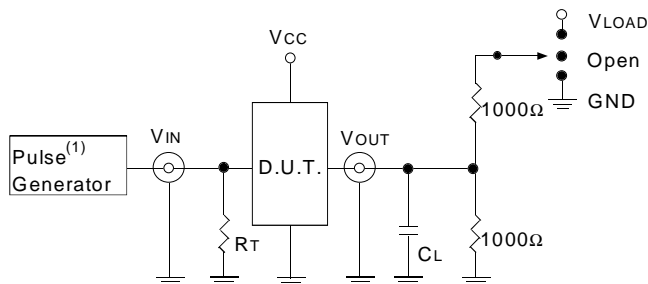 VLOAD
VCC
Open
1000Ω
GND
VIN
VOUT
Pulse(1)
Generator
D.U.T.
RT
CL
1000Ω